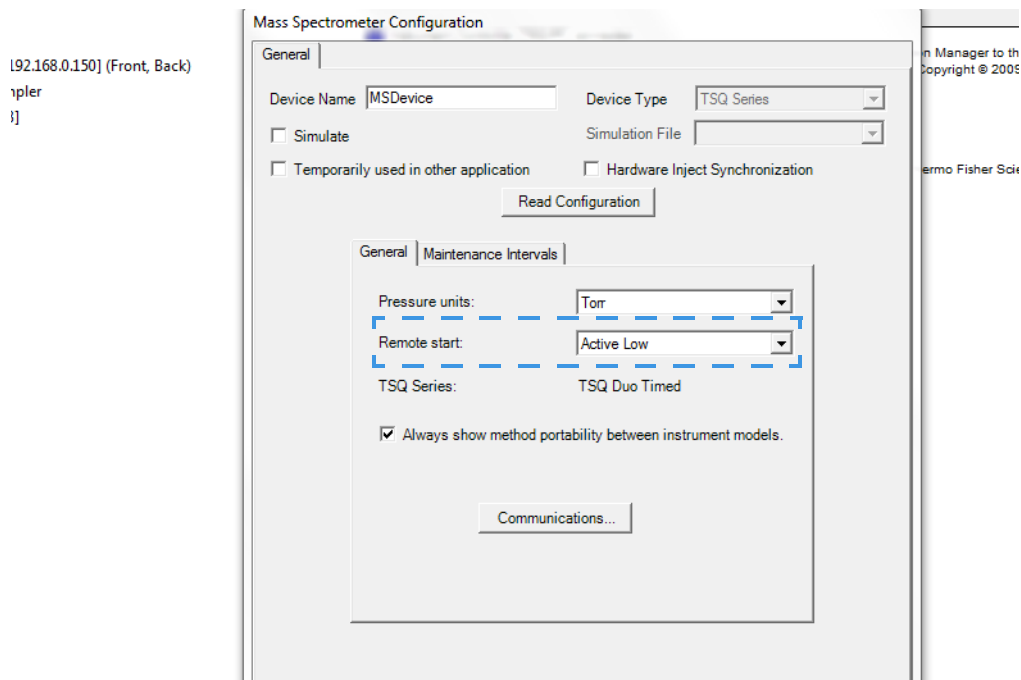 Mass Spectrometer Configuration
General
n Manager to th
192.168.0.150] (Front, Back)
Copyright © 2009
npler
Device Name MSDevice Device Type TSQ Series
3]
Simulate Simulation File
Temporarily used in other application Hardware Inject Synchronization
ermo Fisher Scie
Read Configuration
General Maintenance Intervals
Pressure units: Torr
Remote start: Active Low
TSQ Series: TSQ Duo Timed
Always show method portability between instrument models.
Communications...